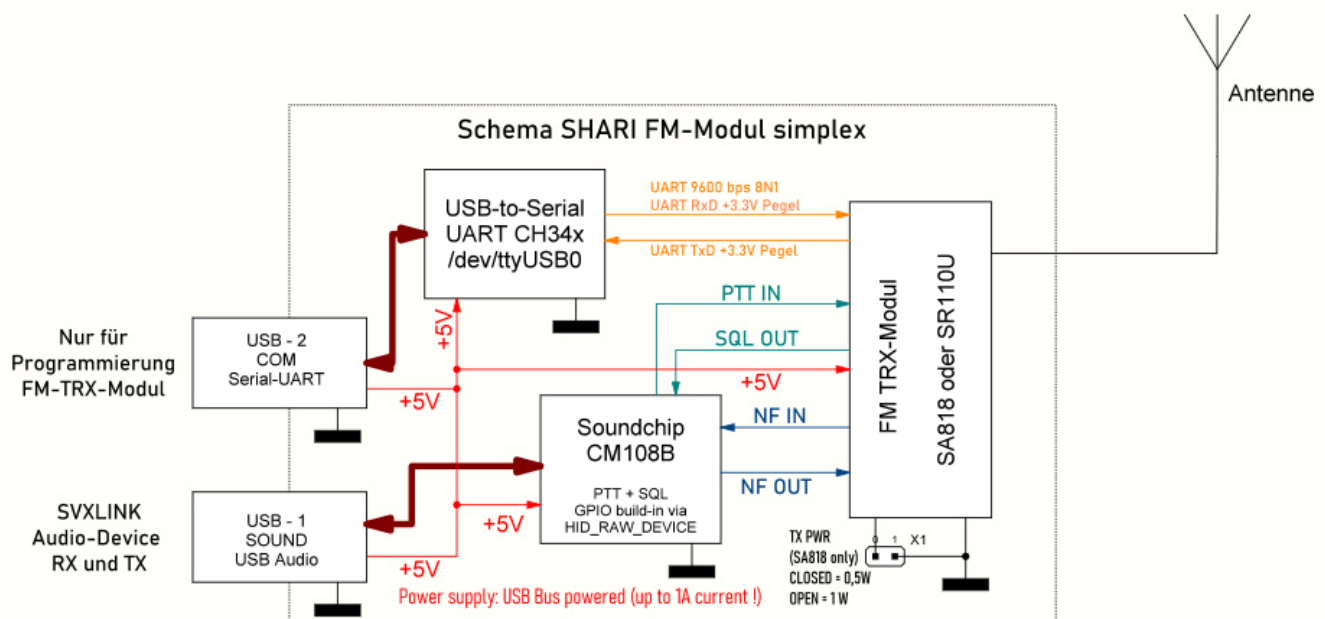 Antenne
Schema SHARI FM-Modul simplex
USB-to-Serial
UART CH34x
/dev/ttyUSB0
UART 9600 bps 8N1
UART RxD +3.3V Pegel
UART TxD +3.3V Pegel
PTT IN
SQL OUT
+5V
+5V
NF IN
NF OUT
FM TRX-Modul
SA818 oder SR110U
Nur für
Programmierung
FM-TRX-Modul
USB - 2
COM
Serial-UART
+5V
Soundchip
CM108B
PTT + SQL
GPIO build-in via
HID_RAW_DEVICE
+5V
SVXLINK
Audio-Device
RX und TX
USB - 1
SOUND
USB Audio
+5V
TX PWR
(SA818 only)
CLOSED = 0,5W
OPEN = 1 W
0 1 X1
Power supply: USB Bus powered (up to 1A current !)